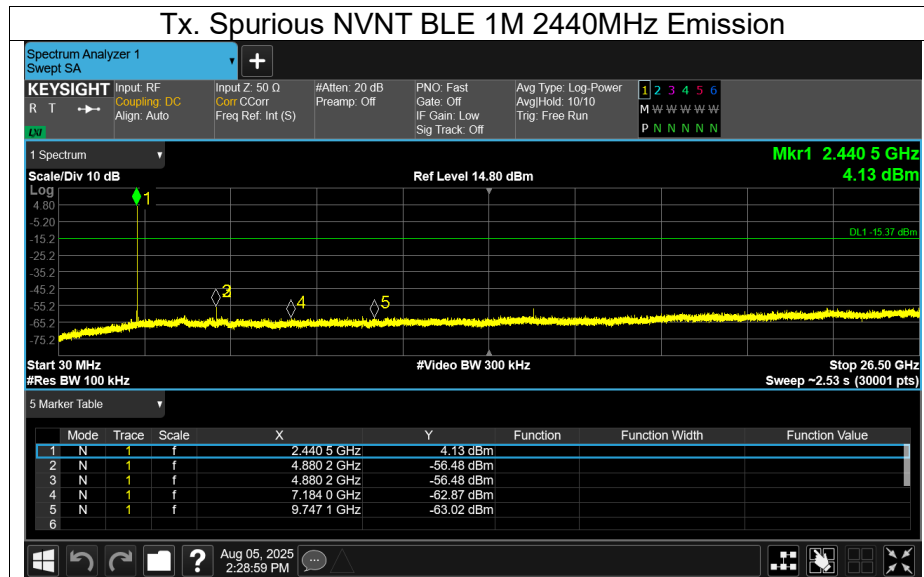 Tx. Spurious NVNT BLE 1M 2440MHz Emission
Spectrum Analyzer 1
Swept SA
+
KEYSIGHT
R T
LXI
Input: RF
Coupling: DC
Align: Auto
Input Z: 50 Ω
Corr CCorr
Freq Ref: Int (S)
#Atten: 20 dB
Preamp: Off
PNO: Fast
Gate: Off
IF Gain: Low
Sig Track: Off
Avg Type: Log-Power
Avg|Hold: 10/10
Trig: Free Run
1 2 3 4 5 6
M W W W W W
P N N N N N
1 Spectrum
Scale/Div 10 dB
Ref Level 14.80 dBm
Mkr1 2.440 5 GHz
4.13 dBm
Log
4.80
-5.20
-15.2
-25.2
-35.2
-45.2
-55.2
-65.2
-75.2
1
4
5
DL1 -15.37 dBm
Start 30 MHz
#Video BW 300 kHz
Stop 26.50 GHz
#Res BW 100 kHz
Sweep ~2.53 s (30001 pts)
5 Marker Table
Mode Trace Scale X Y Function Function Width Function Value
1 N 1 f 2.440 5 GHz 4.13 dBm
2 N 1 f 4.880 2 GHz -56.48 dBm
3 N 1 f 4.880 2 GHz -56.48 dBm
4 N 1 f 7.184 0 GHz -62.87 dBm
5 N 1 f 9.747 1 GHz -63.02 dBm
6
?
Aug 05, 2025
2:28:59 PM